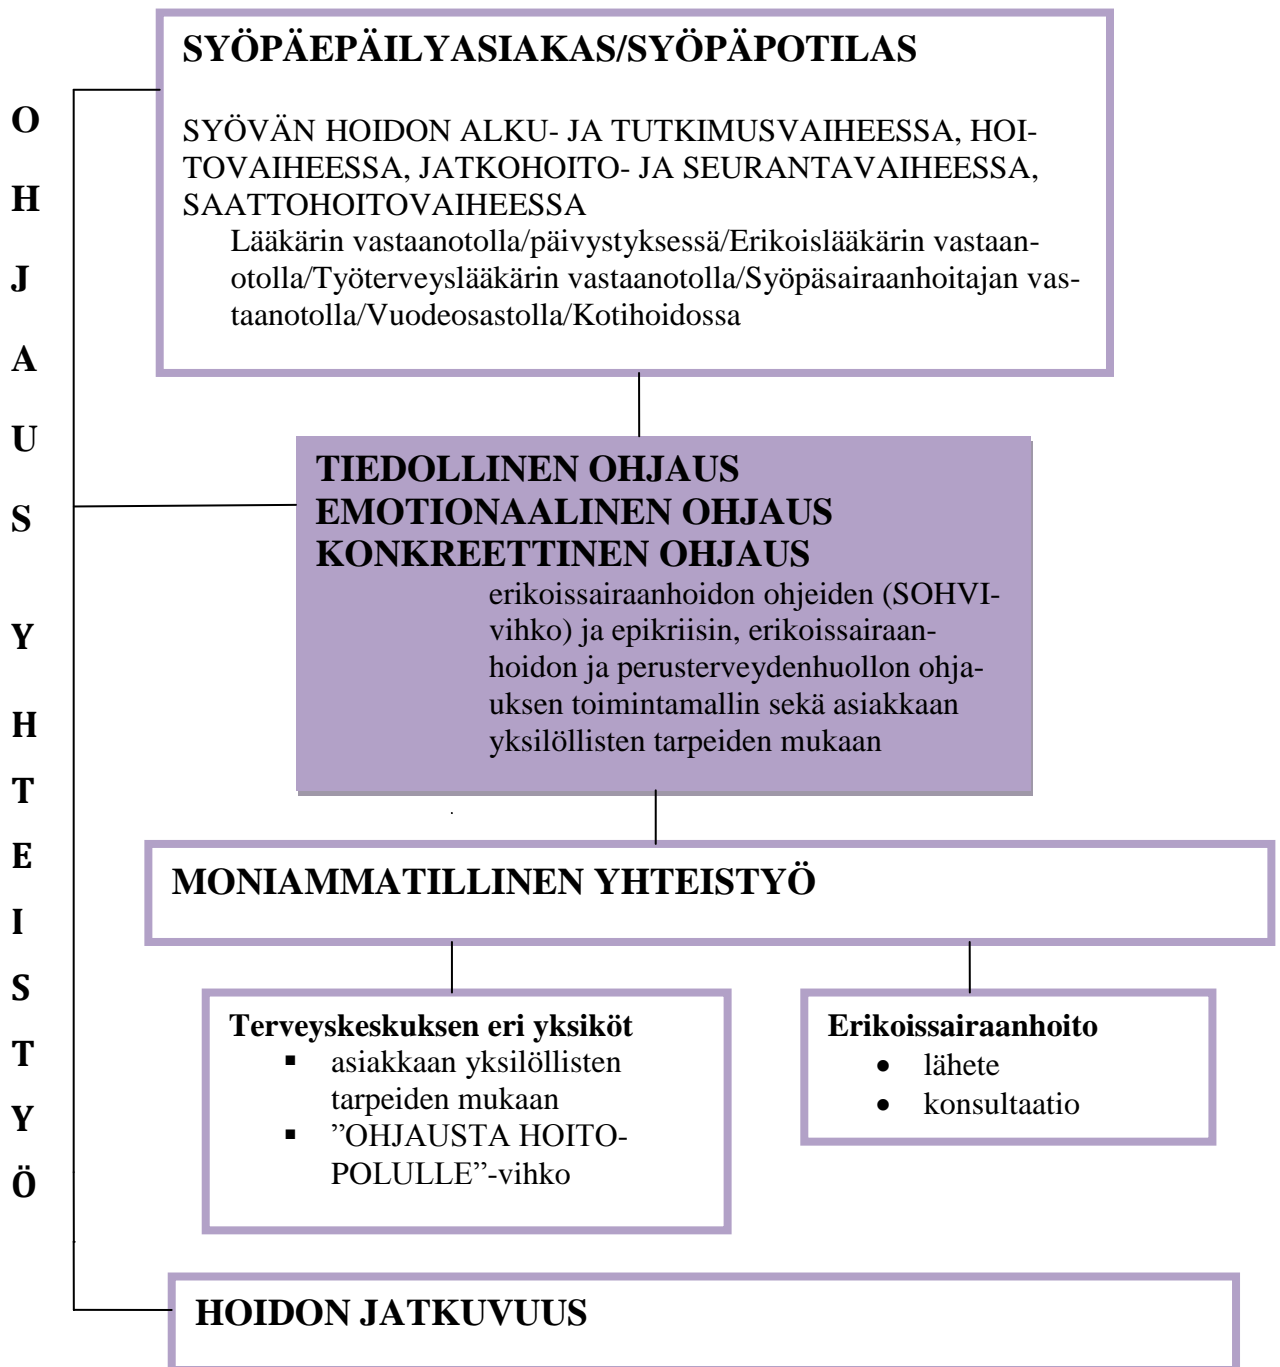 SYÖPÄEPÄILYASIAKAS/SYÖPÄPOTILAS
SYÖVÄN HOIDON ALKU- JA TUTKIMUSVAIHEESSA, HOI-
TOVAIHEESSA, JATKOHOITO- JA SEURANTAVAIHEESSA,
SAATTOHOITOVAIHEESSA
Lääkärin vastaanotolla/päivystyksessä/Erikoislääkärin vastaan-
otolla/Työterveyslääkärin vastaanotolla/Syöpäsairaanhoitajan vas-
taanotolla/Vuodeosastolla/Kotihoidossa
O
H
J
A
U
S
Y
H
T
E
I
S
T
Y
Ö
TIEDOLLINEN OHJAUS
EMOTIONAALINEN OHJAUS
KONKREETTINEN OHJAUS
erikoissairaanhoidon ohjeiden (SOHVI-
vihko) ja epikriisin, erikoissairaan-
hoidon ja perusterveydenhuollon ohja-
uksen toimintamallin sekä asiakkaan
yksilöllisten tarpeiden mukaan
MONIAMMATILLINEN YHTEISTYÖ
Terveyskeskuksen eri yksiköt
▪ asiakkaan yksilöllisten
tarpeiden mukaan
▪ ”OHJAUSTA HOITO-
POLULLE”-vihko
Erikoissairaanhoito
• lähete
• konsultaatio
HOIDON JATKUVUUS